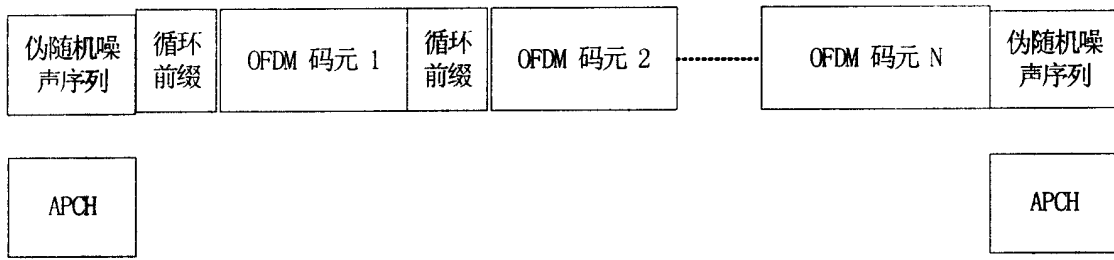 伪随机噪
声序列
循环
前缀
OFDM 码元 1
循环
前缀
OFDM 码元 2
OFDM 码元 N
伪随机噪
声序列
APCH
APCH